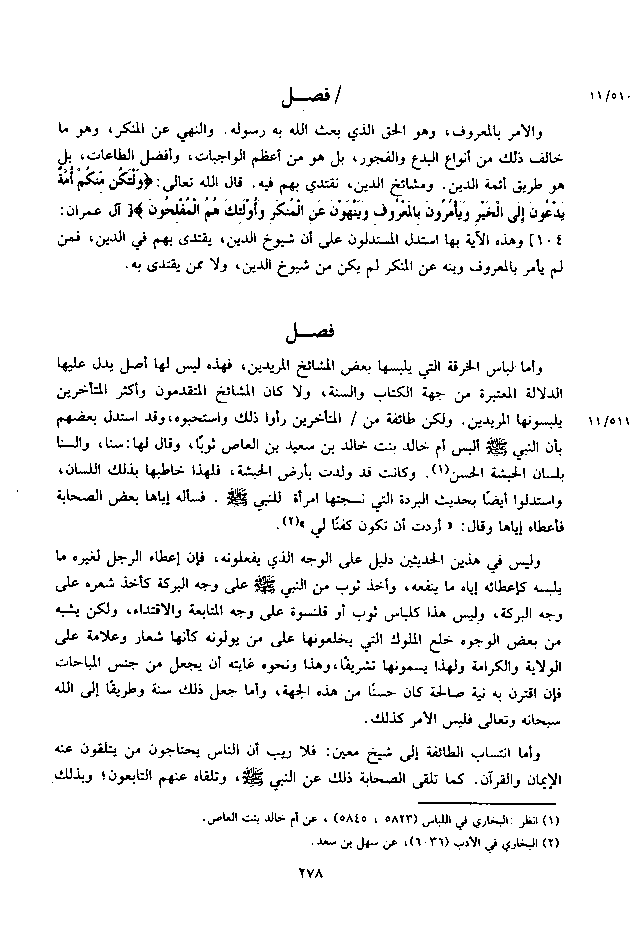 ١١/٥١٠
/ فصــل
والأمر بالمعروف، وهو الحق الذي بعث الله به رسوله. والنهي عن المنكر، وهو ما
خالف ذلك من أنواع البدع والفجور، بل هو من أعظم الواجبات، وأفضل الطاعات، بل
هو طريق أئمة الدين. ومشائخ الدين، نقتدي بهم فيه. قال الله تعالى: ﴿وَلْتَكُن مِّنكُمْ أُمَّةٌ
يَدْعُونَ إِلَى الْخَيْرِ وَيَأْمُرُونَ بِالْمَعْرُوفِ وَيَنْهَوْنَ عَنِ الْمُنكَرِ وَأُوْلَئِكَ هُمُ الْمُفْلِحُونَ﴾[ آل عمران:
١٠٤] وهذه الآية بها استدل المستدلون على أن شيوخ الدين، يقتدى بهم في الدين، فمن
لم يأمر بالمعروف وينه عن المنكر لم يكن من شيوخ الدين، ولا ممن يقتدى به.
فصــل
وأما لباس الخرقة التي يلبسها بعض المشائخ المريدين، فهذه ليس لها أصل يدل عليها
الدلالة المعتبرة من جهة الكتاب والسنة، ولا كان المشائخ المتقدمون وأكثر المتأخرين
١١/٥١١
يلبسونها المريدين. ولكن طائفة من / المتأخرين رأوا ذلك واستحبوه، وقد استدل بعضهم
بأن النبي ﷺ ألبس أم خالد بنت خالد بن سعيد بن العاص ثوبًا، وقال لها: سنا، والسنا
بلسان الحبشة الحسن(١). وكانت قد ولدت بأرض الحبشة، فلهذا خاطبها بذلك اللسان،
واستدلوا أيضًا بحديث البردة التي نسجتها امرأة للنبي ﷺ . فسأله إياها بعض الصحابة
فأعطاه إياها وقال: « أردت أن تكون كفنًا لي »(٢).
وليس في هذين الحديثين دليل على الوجه الذي يفعلونه، فإن إعطاء الرجل لغيره ما
يلبسه كإعطائه إياه ما ينفعه، وأخذ ثوب من النبي ﷺ على وجه البركة كأخذ شعره على
وجه البركة، وليس هذا كلباس ثوب أو قلنسوة على وجه المتابعة والاقتداء، ولكن يشبه
من بعض الوجوه خلع الملوك التي يخلعونها على من يولونه كأنها شعار وعلامة على
الولاية والكرامة ولهذا يسمونها تشريفًا، وهذا ونحوه غايته أن يجعل من جنس المباحات
فإن اقترن به نية صالحة كان حسنًا من هذه الجهة، وأما جعل ذلك سنة وطريقًا إلى الله
سبحانه وتعالى فليس الأمر كذلك.
وأما انتساب الطائفة إلى شيخ معين: فلا ريب أن الناس يحتاجون من يتلقون عنه
الإيمان والقرآن. كما تلقى الصحابة ذلك عن النبي ﷺ، وتلقاه عنهم التابعون؛ وبذلك
(١) انظر : البخاري في اللباس (٥٨٢٣ ، ٥٨٤٥) ، عن أم خالد بنت العاص.
(٢) البخاري في الأدب (٦٠٣٦)، عن سهل بن سعد.
٢٧٨